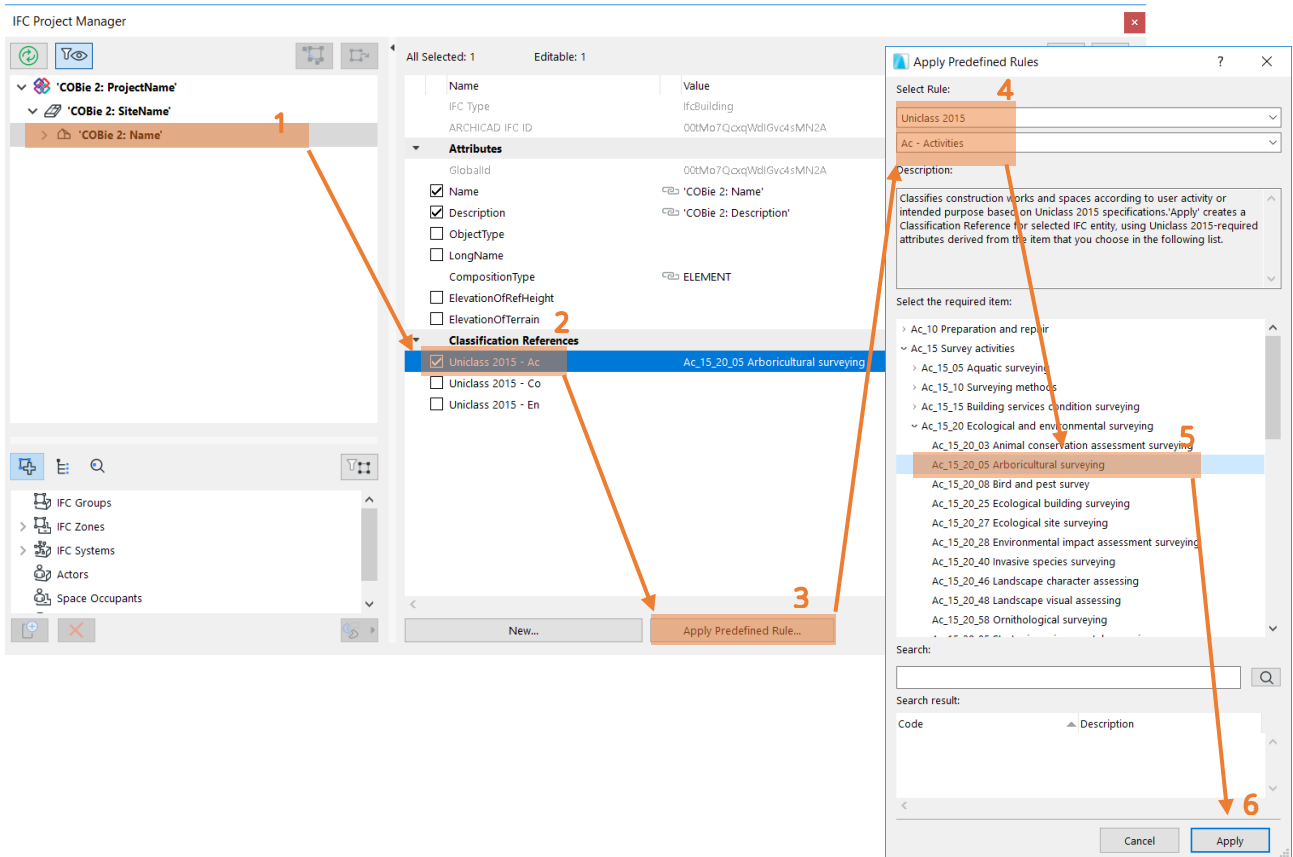 IFC Project Manager
'COBie 2: ProjectName'
'COBie 2: SiteName'
'COBie 2: Name'
1
IFC Groups
IFC Zones
IFC Systems
Actors
Space Occupants
All Selected: 1 Editable: 1
Name Value
IFC Type IfcBuilding
ARCHICAD IFC ID 00tMo7QcxqWdIGvc4sMN2A
Attributes
GlobalId 00tMo7QcxqWdIGvc4sMN2A
Name 'COBie 2: Name'
Description 'COBie 2: Description'
ObjectType
LongName
CompositionType ELEMENT
ElevationOfRefHeight
ElevationOfTerrain
2
Classification References
Uniclass 2015 - Ac Ac_15_20_05 Arboricultural surveying
Uniclass 2015 - Co
Uniclass 2015 - En
3
New... Apply Predefined Rule...
Apply Predefined Rules ?
Select Rule:
4
Uniclass 2015
Ac - Activities
Description:
Classifies construction works and spaces according to user activity or
intended purpose based on Uniclass 2015 specifications.'Apply' creates a
Classification Reference for selected IFC entity, using Uniclass 2015-required
attributes derived from the item that you choose in the following list.
Select the required item:
Ac_10 Preparation and repair
Ac_15 Survey activities
Ac_15_05 Aquatic surveying
Ac_15_10 Surveying methods
Ac_15_15 Building services condition surveying
Ac_15_20 Ecological and environmental surveying
5
Ac_15_20_03 Animal conservation assessment surveying
Ac_15_20_05 Arboricultural surveying
Ac_15_20_08 Bird and pest survey
Ac_15_20_25 Ecological building surveying
Ac_15_20_27 Ecological site surveying
Ac_15_20_28 Environmental impact assessment surveying
Ac_15_20_40 Invasive species surveying
Ac_15_20_46 Landscape character assessing
Ac_15_20_48 Landscape visual assessing
Ac_15_20_58 Ornithological surveying
Search:
Search result:
Code Description
6
Cancel Apply